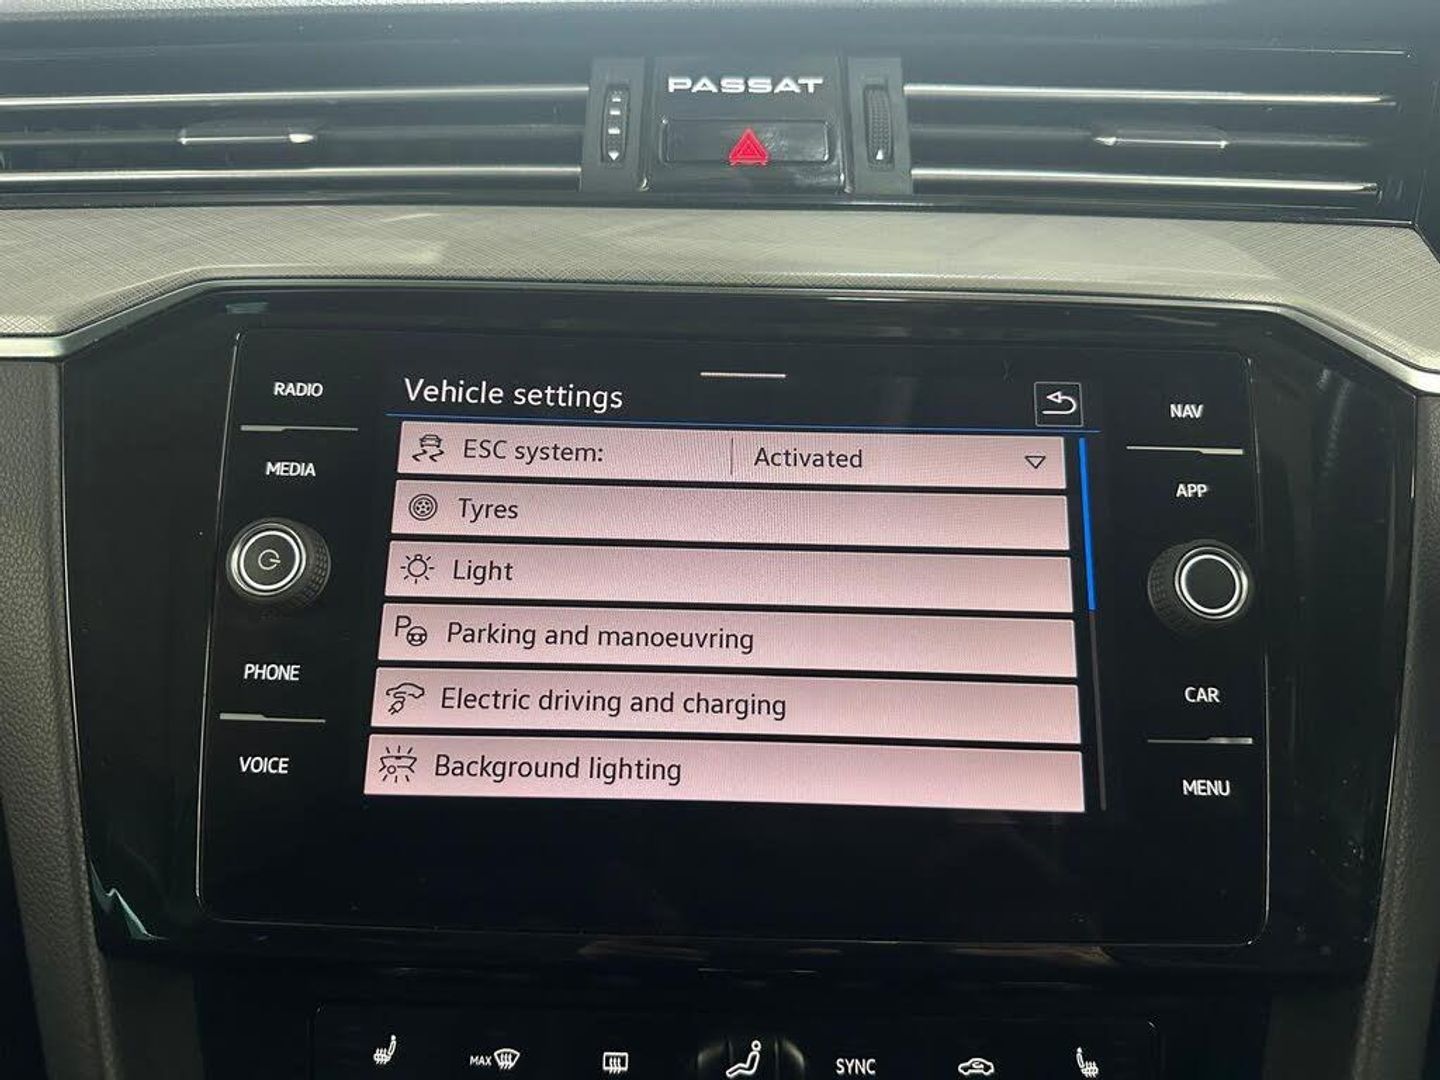 PASSAT
RADIO
MEDIA
PHONE
VOICE
Vehicle settings
ESC system: Activated
Tyres
Light
Parking and manoeuvring
Electric driving and charging
Background lighting
NAV
APP
CAR
MENU
MAX
SYNC